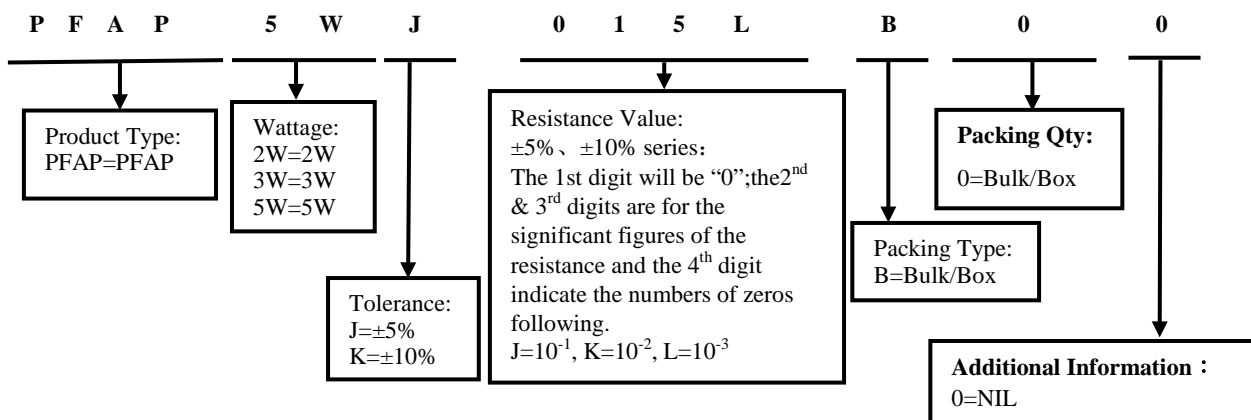 P F A P 5 W J 0 1 5 L B 0 0
Product Type:
PFAP=PFAP
Wattage:
2W=2W
3W=3W
5W=5W
Tolerance:
J=±5%
K=±10%
Resistance Value:
±5%、±10% series：
The 1st digit will be “0”;the2nd
& 3rd digits are for the
significant figures of the
resistance and the 4th digit
indicate the numbers of zeros
following.
J=10-1, K=10-2, L=10-3
Packing Type:
B=Bulk/Box
Packing Qty:
0=Bulk/Box
Additional Information：
0=NIL